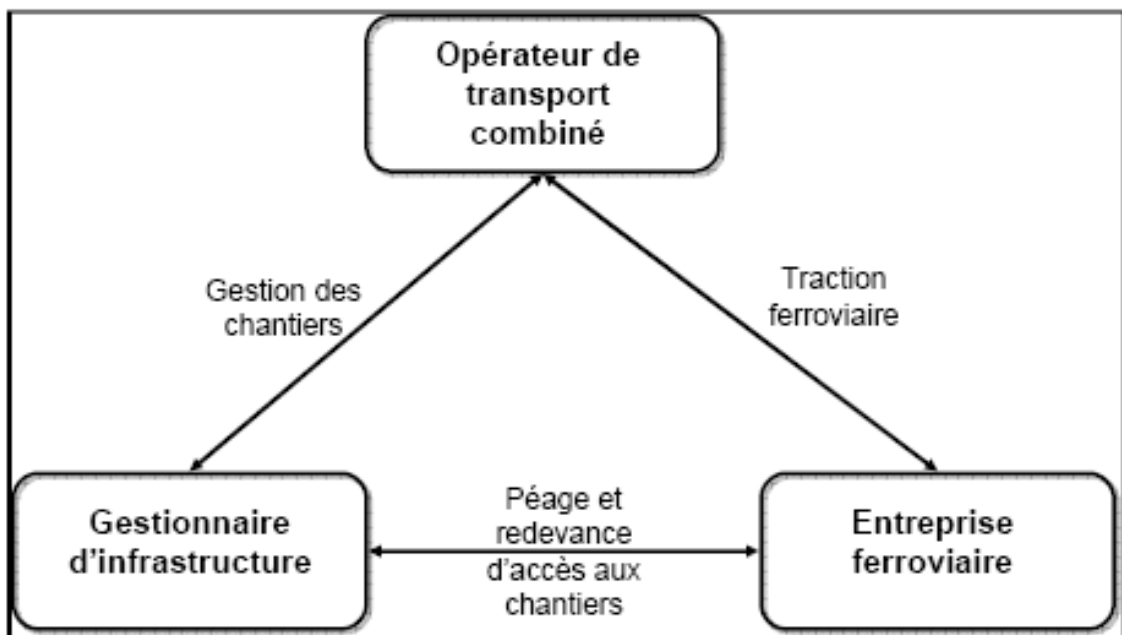 Opérateur de
transport
combiné
Gestion des
chantiers
Traction
ferroviaire
Gestionnaire
d'infrastructure
Péage et
redevance
d'accès aux
chantiers
Entreprise
ferroviaire